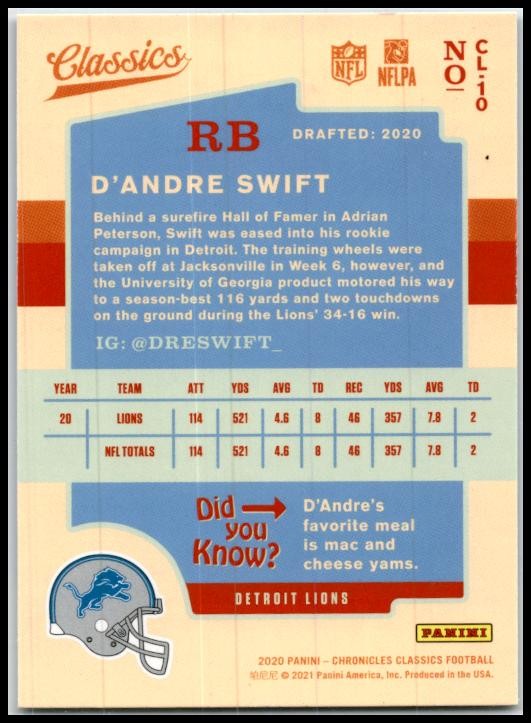 Classics
NFL
NFLPA
NO
CL-10
RB
DRAFTED: 2020
D'ANDRE SWIFT
Behind a surefire Hall of Famer in Adrian
Peterson, Swift was eased into his rookie
campaign in Detroit. The training wheels were
taken off at Jacksonville in Week 6, however, and
the University of Georgia product motored his way
to a season-best 116 yards and two touchdowns
on the ground during the Lions' 34-16 win.
IG: @DRESWIFT_
YEAR TEAM ATT YDS AVG TD REC YDS AVG TD
20 LIONS 114 521 4.6 8 46 357 7.8 2
NFL TOTALS 114 521 4.6 8 46 357 7.8 2
Did you Know?
D'Andre's
favorite meal
is mac and
cheese yams.
DETROIT LIONS
PANINI
2020 PANINI – CHRONICLES CLASSICS FOOTBALL
帕尼尼 © 2021 Panini America, Inc. Produced in the USA.